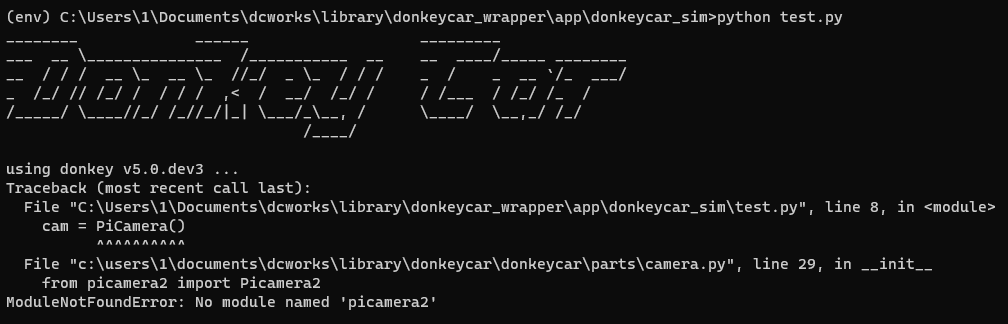 (env) C:\Users\1\Documents\dcworks\library\donkeycar_wrapper\app\donkeycar_sim>python test.py
________             ______                   _________
___  __ \_______________  /___________  __    __  ____/_____ ________
__  / / /  __ \_  __ \_  //_/  _ \_  / / /    _  /    _  __ `/_  ___/
_  /_/ // /_/ /  / / /  ,<  /  __/  /_/ /     / /___  / /_/ /_  /
/_____/ \____//_/ /_//_/|_| \___/_\__, /      \____/  \__,_/ /_/
                                 /____/
using donkey v5.0.dev3 ...
Traceback (most recent call last):
  File "C:\Users\1\Documents\dcworks\library\donkeycar_wrapper\app\donkeycar_sim\test.py", line 8, in <module>
    cam = PiCamera()
          ^^^^^^^^^^
  File "c:\users\1\documents\dcworks\library\donkeycar\donkeycar\parts\camera.py", line 29, in __init__
    from picamera2 import Picamera2
ModuleNotFoundError: No module named 'picamera2'